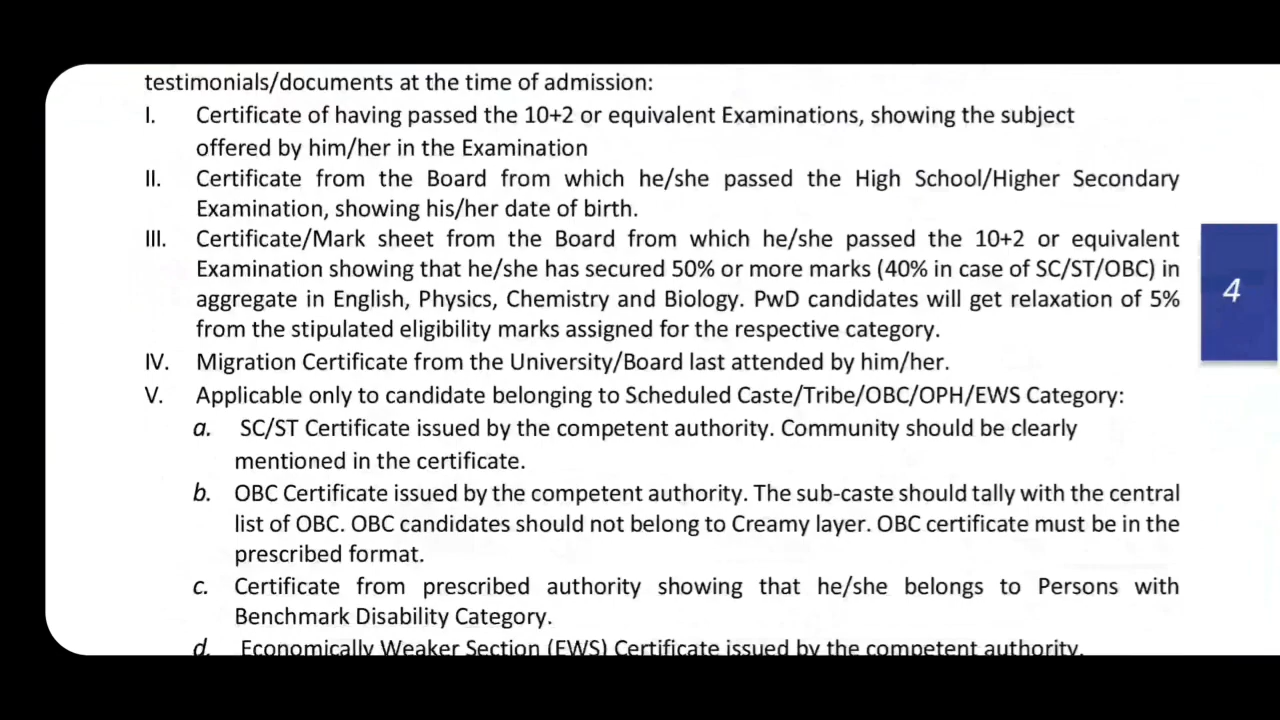 testimonials/documents at the time of admission:
I. Certificate of having passed the 10+2 or equivalent Examinations, showing the subject
offered by him/her in the Examination
II. Certificate from the Board from which he/she passed the High School/Higher Secondary
Examination, showing his/her date of birth.
III. Certificate/Mark sheet from the Board from which he/she passed the 10+2 or equivalent
Examination showing that he/she has secured 50% or more marks (40% in case of SC/ST/OBC) in
aggregate in English, Physics, Chemistry and Biology. PwD candidates will get relaxation of 5%
from the stipulated eligibility marks assigned for the respective category.
4
IV. Migration Certificate from the University/Board last attended by him/her.
V. Applicable only to candidate belonging to Scheduled Caste/Tribe/OBC/OPH/EWS Category:
a. SC/ST Certificate issued by the competent authority. Community should be clearly
mentioned in the certificate.
b. OBC Certificate issued by the competent authority. The sub-caste should tally with the central
list of OBC. OBC candidates should not belong to Creamy layer. OBC certificate must be in the
prescribed format.
c. Certificate from prescribed authority showing that he/she belongs to Persons with
Benchmark Disability Category.
d. Economically Weaker Section (EWS) Certificate issued by the competent authority.